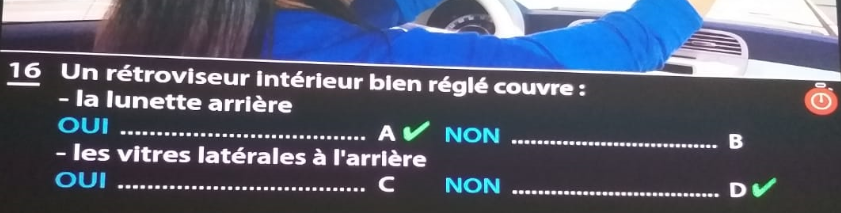 16 Un rétroviseur intérieur bien réglé couvre :
- la lunette arrière
OUI .................................. A ✔ NON ............................. B
- les vitres latérales à l'arrière
OUI .................................. C NON ............................. D ✔